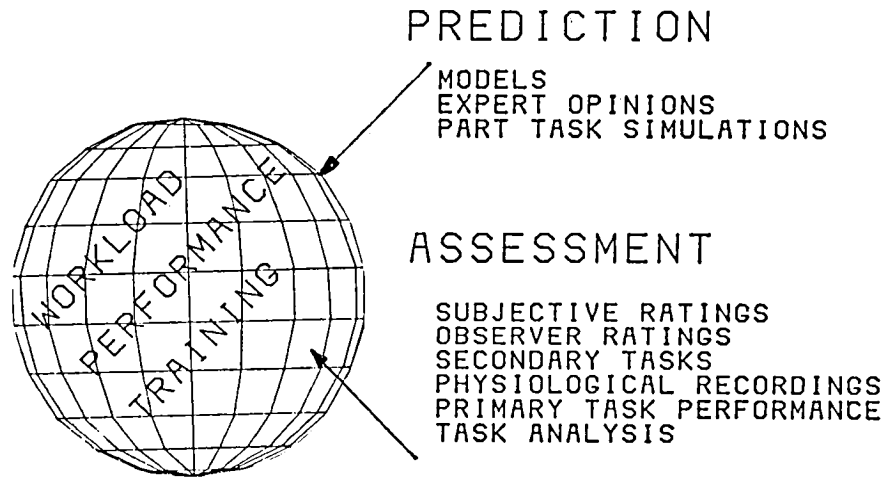 PREDICTION
MODELS
EXPERT OPINIONS
PART TASK SIMULATIONS
WORKLOAD
PERFORMANCE
TRAINING
ASSESSMENT
SUBJECTIVE RATINGS
OBSERVER RATINGS
SECONDARY TASKS
PHYSIOLOGICAL RECORDINGS
PRIMARY TASK PERFORMANCE
TASK ANALYSIS